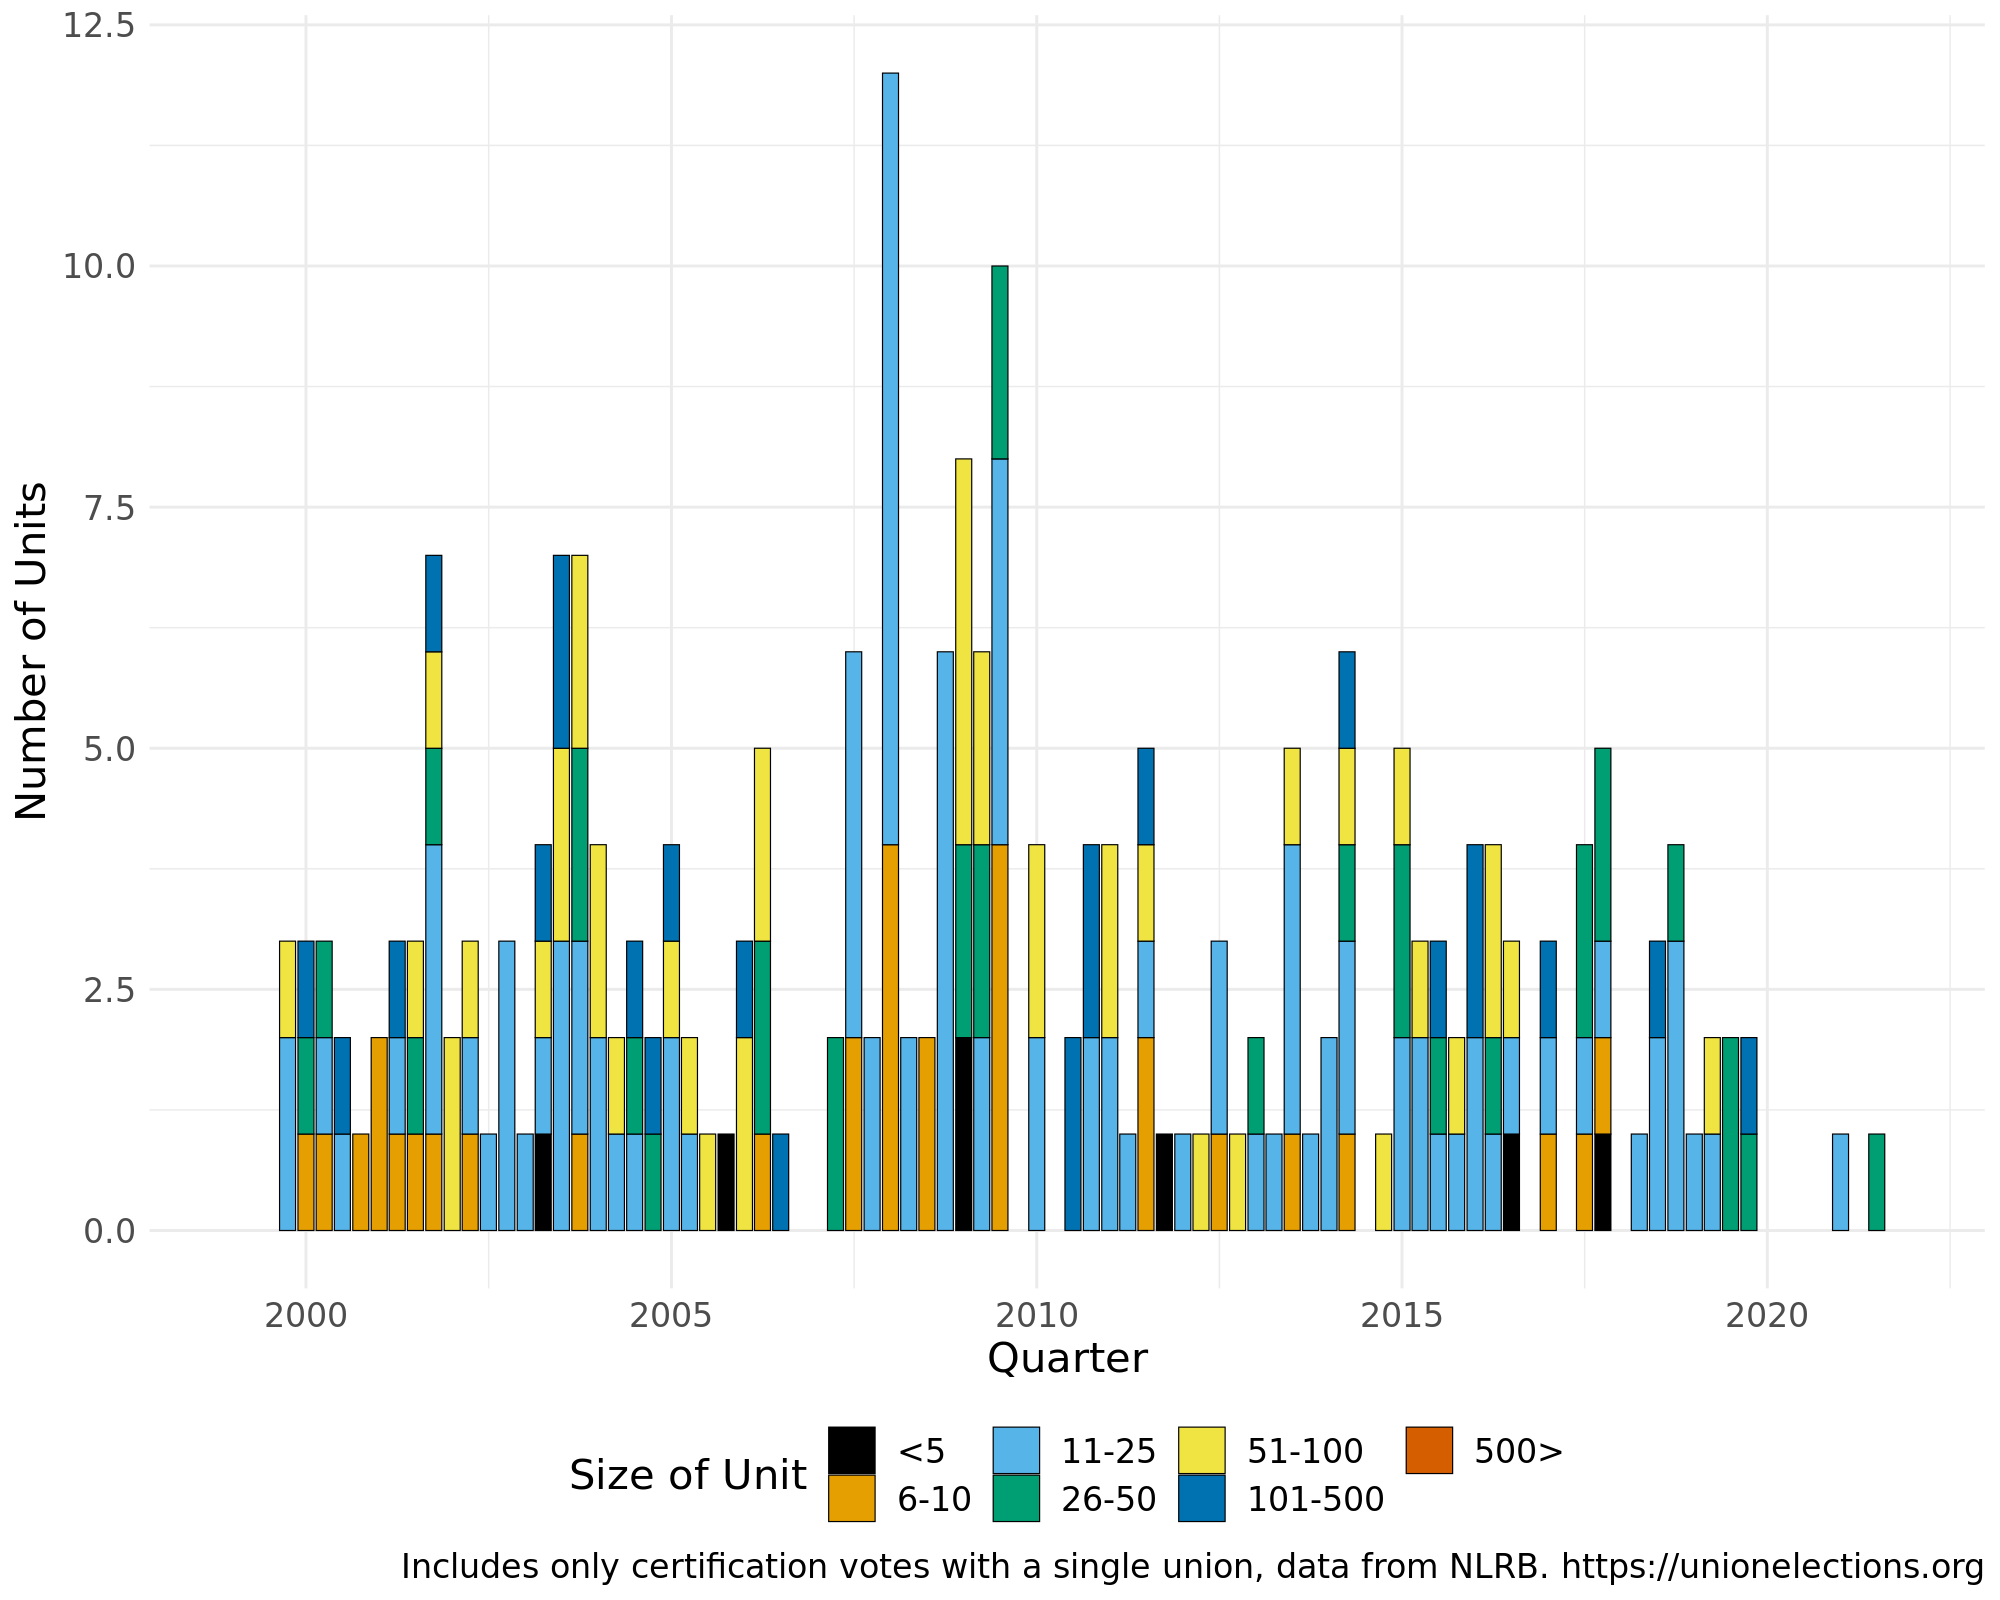 12.5
10.0
7.5
5.0
2.5
0.0
Number of Units
2000 2005 2010 2015 2020
Quarter
Size of Unit
<5 11-25 51-100 500>
6-10 26-50 101-500
Includes only certification votes with a single union, data from NLRB. https://unionelections.org